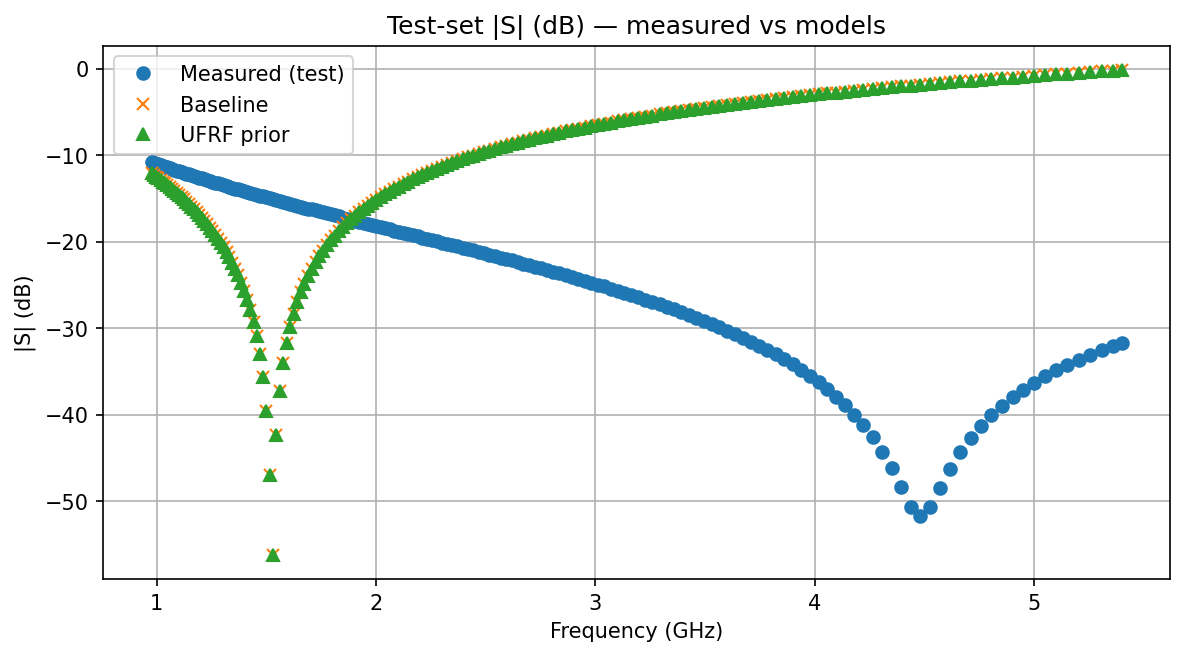 Test-set |S| (dB) — measured vs models
Measured (test)
Baseline
UFRF prior
|S| (dB)
0
−10
−20
−30
−40
−50
1
2
3
4
5
Frequency (GHz)